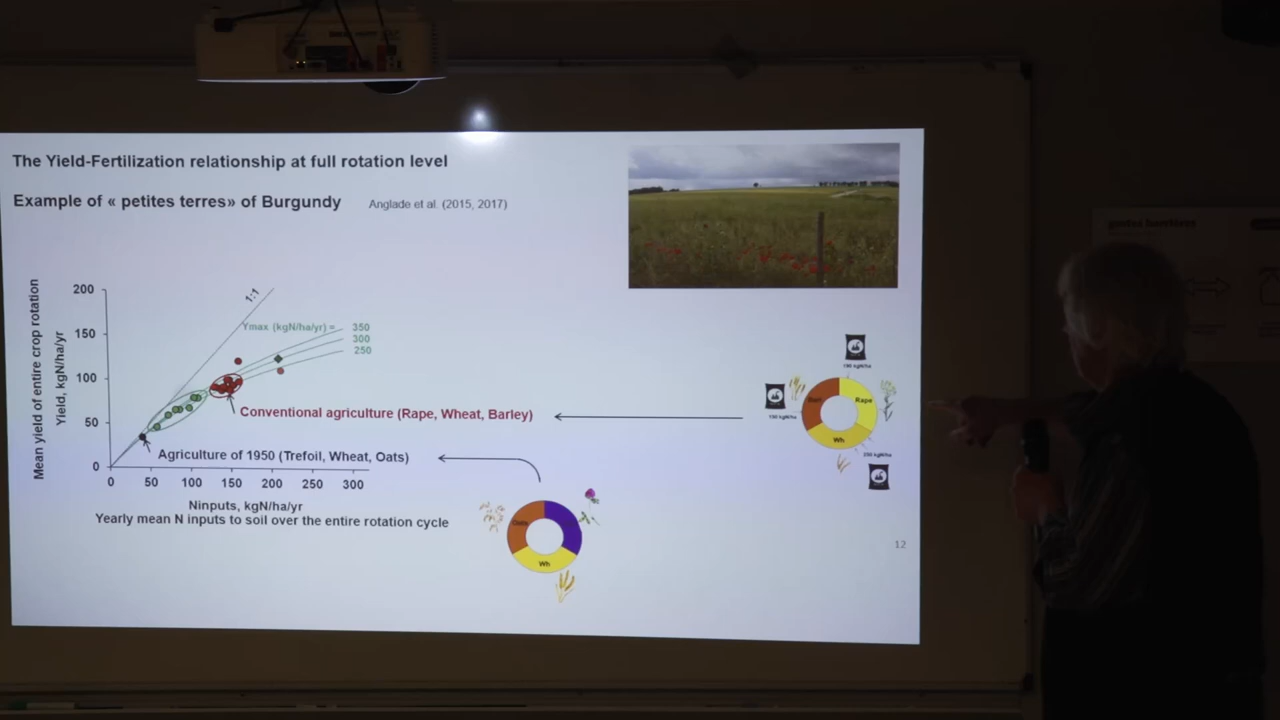 The Yield-Fertilization relationship at full rotation level
Example of « petites terres» of Burgundy
Anglade et al. (2015, 2017)
Mean yield of entire crop rotation
Yield, kgN/ha/yr
200
150
100
50
0
1:1
Ymax (kgN/ha/yr) =
350
300
250
Conventional agriculture (Rape, Wheat, Barley)
Agriculture of 1950 (Trefoil, Wheat, Oats)
0 50 100 150 200 250 300
Ninputs, kgN/ha/yr
Yearly mean N inputs to soil over the entire rotation cycle
Rape
Wh
Oats
Wh
12